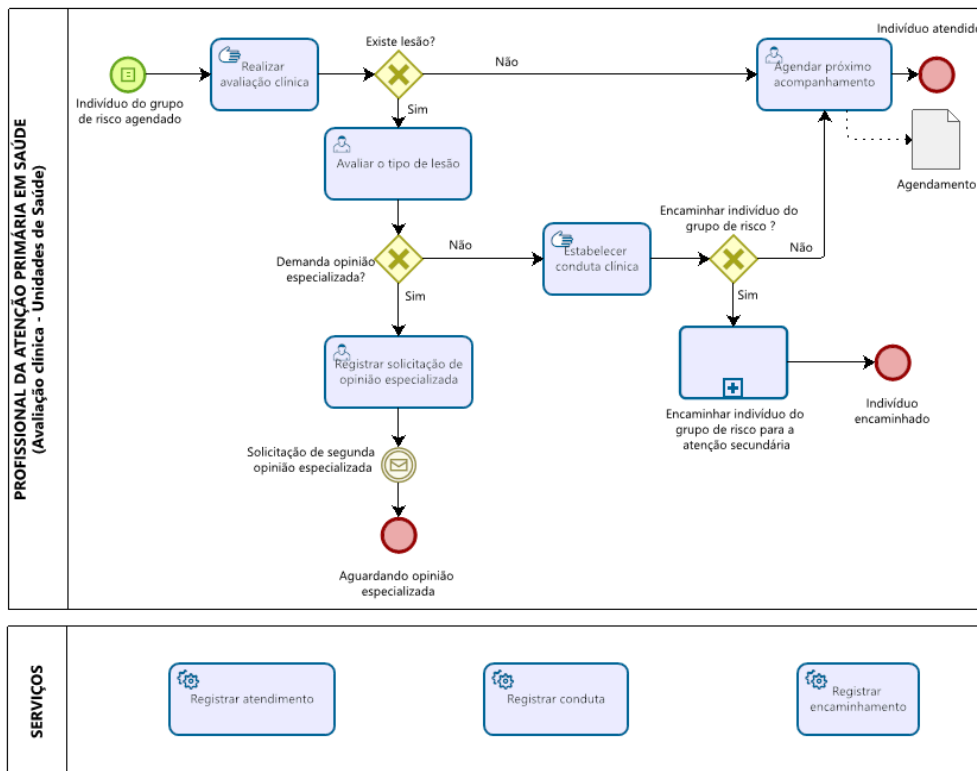 PROFISSIONAL DA ATENÇÃO PRIMÁRIA EM SAÚDE
(Avaliação clínica - Unidades de Saúde)
Indivíduo do grupo
de risco agendado
Realizar
avaliação clínica
Existe lesão?
Não
Sim
Agendar próximo
acompanhamento
Indivíduo atendido
Agendamento
Avaliar o tipo de lesão
Demanda opinião
especializada?
Não
Sim
Estabelecer
conduta clínica
Encaminhar indivíduo do
grupo de risco ?
Não
Sim
Registrar solicitação de
opinião especializada
Encaminhar indivíduo do
grupo de risco para a
atenção secundária
Indivíduo
encaminhado
Solicitação de segunda
opinião especializada
Aguardando opinião
especializada
SERVIÇOS
Registrar atendimento
Registrar conduta
Registrar
encaminhamento